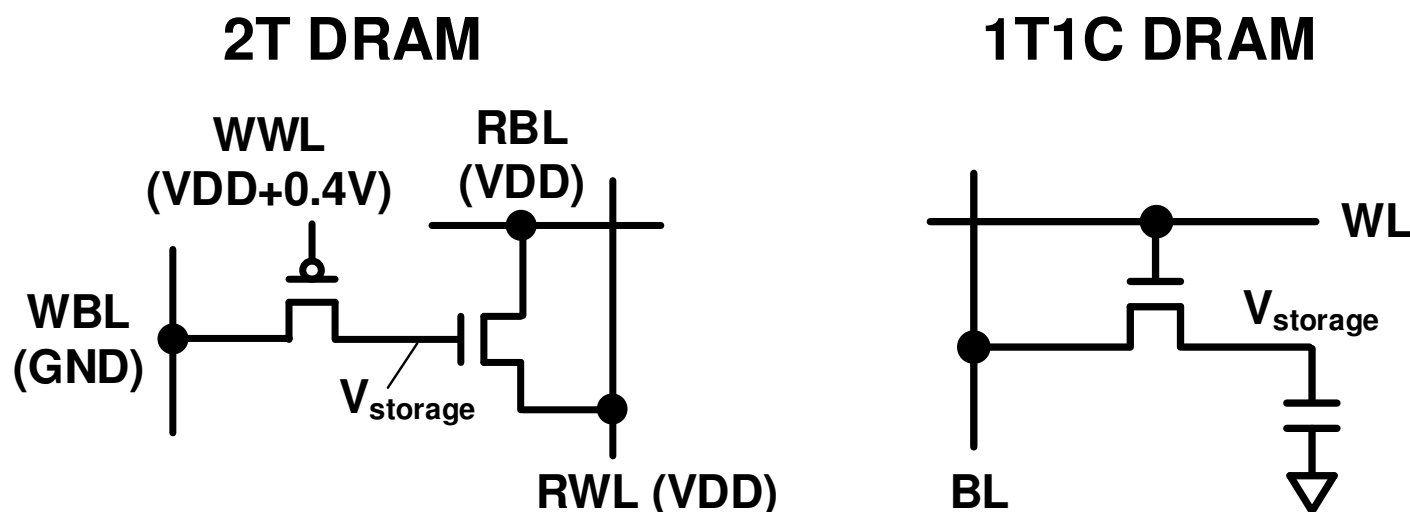 2T DRAM
WWL
(VDD+0.4V)
RBL
(VDD)
WBL
(GND)
Vstorage
RWL (VDD)
1T1C DRAM
WL
Vstorage
BL